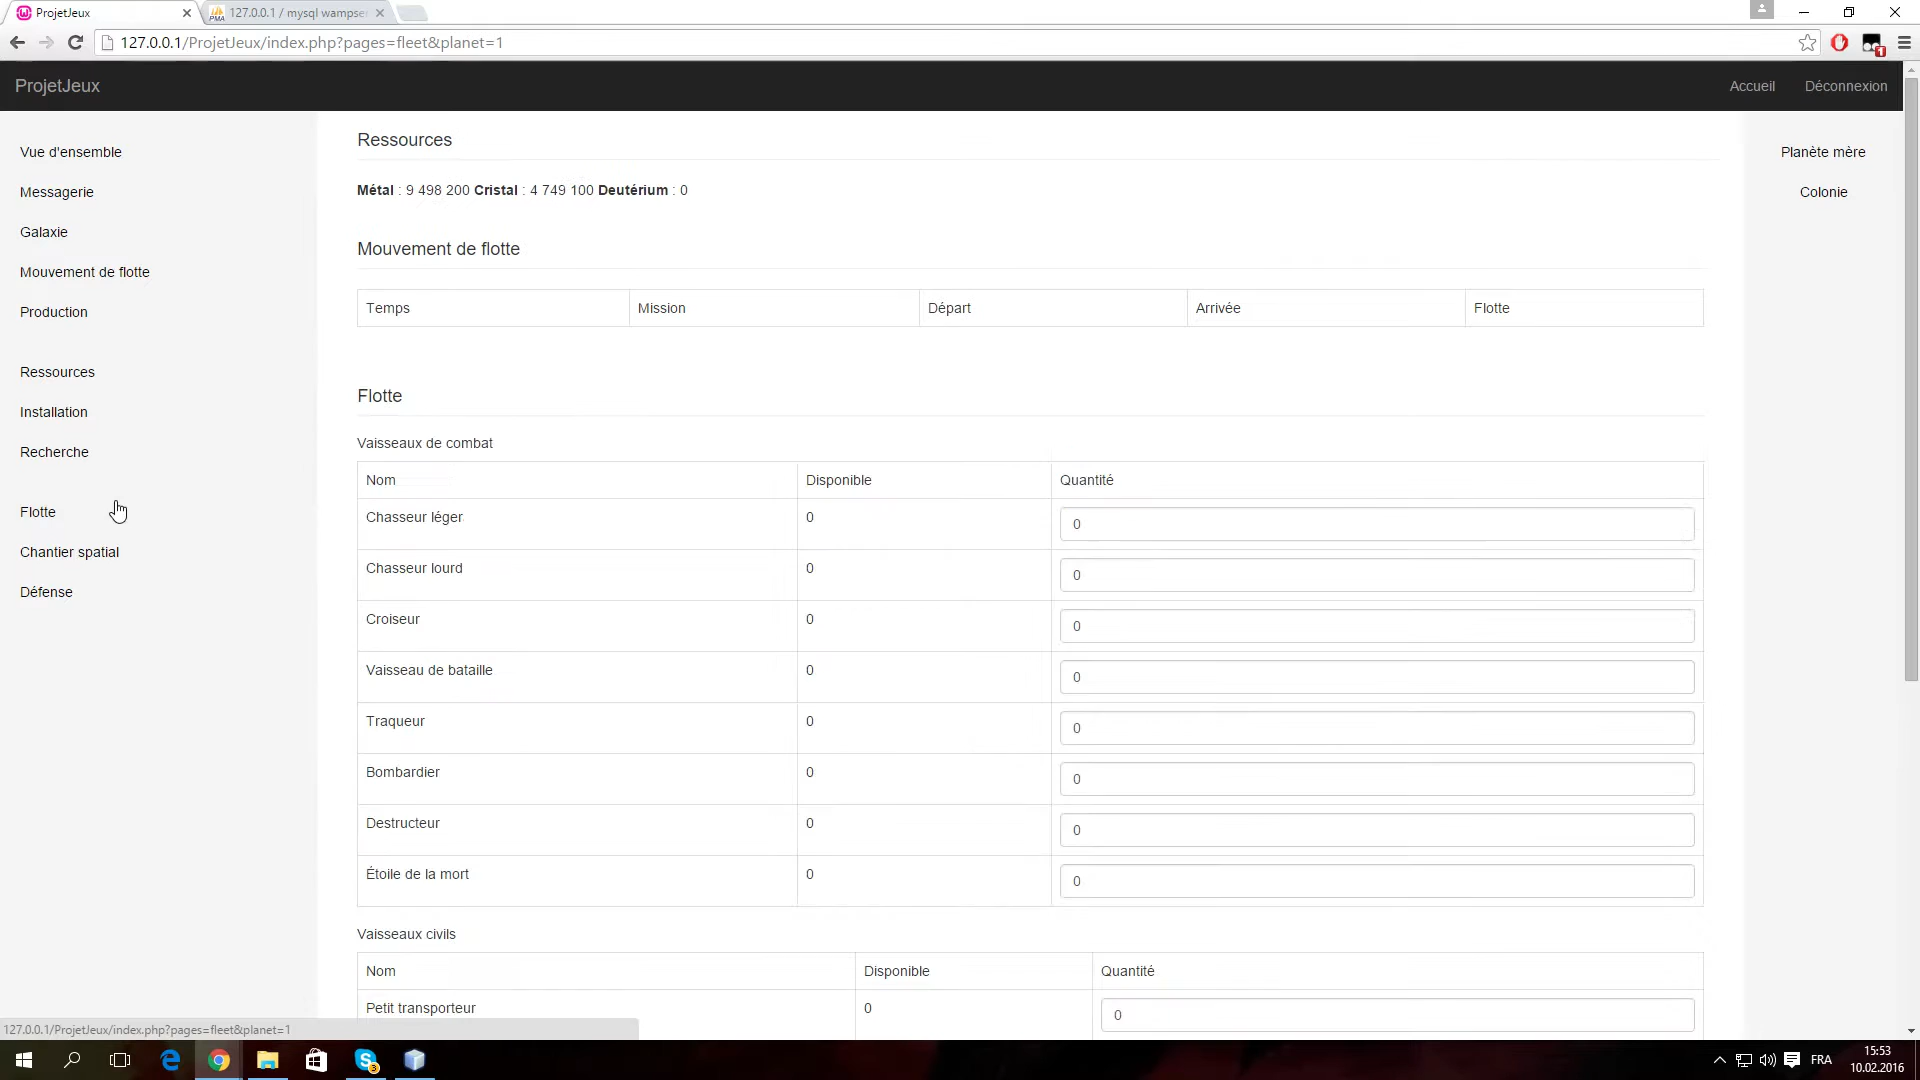 ProjetJeux
127.0.0.1 / mysql wampse
127.0.0.1/ProjetJeux/index.php?pages=fleet&planet=1
ProjetJeux
Accueil
Déconnexion
Vue d'ensemble
Messagerie
Galaxie
Mouvement de flotte
Production
Ressources
Installation
Recherche
Flotte
Chantier spatial
Défense
Ressources
Métal : 9 498 200 Cristal : 4 749 100 Deutérium : 0
Mouvement de flotte
Temps Mission Départ Arrivée Flotte
Flotte
Vaisseaux de combat
Nom Disponible Quantité
Chasseur léger 0 0
Chasseur lourd 0 0
Croiseur 0 0
Vaisseau de bataille 0 0
Traqueur 0 0
Bombardier 0 0
Destructeur 0 0
Étoile de la mort 0 0
Vaisseaux civils
Nom Disponible Quantité
Petit transporteur 0 0
Planète mère
Colonie
127.0.0.1/ProjetJeux/index.php?pages=fleet&planet=1
FRA
15:53
10.02.2016